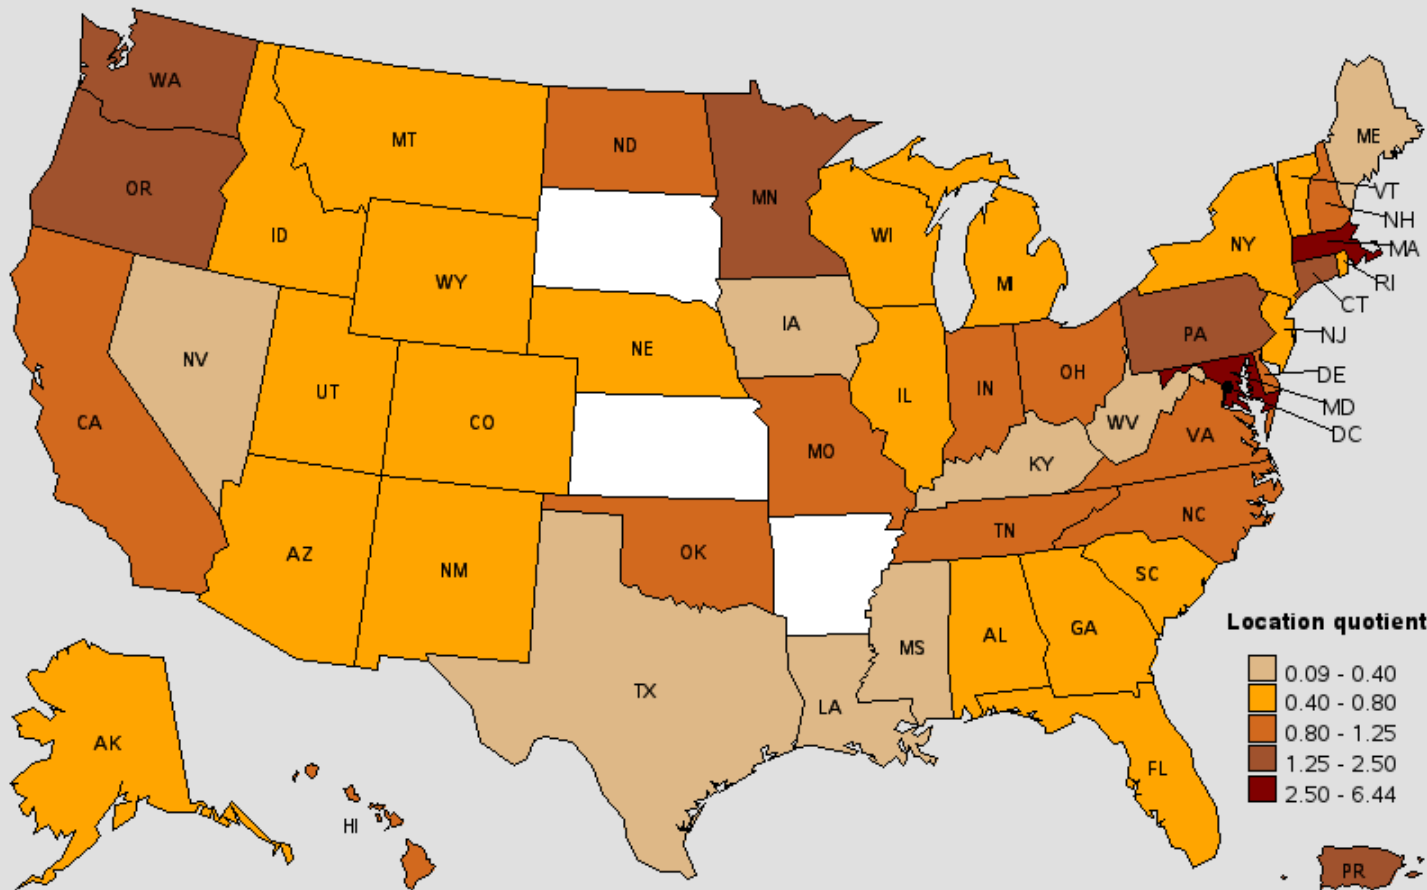 WA
MT
ND
MN
ME
OR
VT
ID
NH
WI
NY
MA
WY
MI
RI
CT
IA
PA
NJ
NV
NE
DE
UT
IN
OH
IL
MD
CO
CA
WV
VA
DC
MO
KY
AZ
NM
OK
TN
NC
SC
AL
GA
MS
TX
LA
AK
FL
HI
PR
Location quotient
0.09 - 0.40
0.40 - 0.80
0.80 - 1.25
1.25 - 2.50
2.50 - 6.44